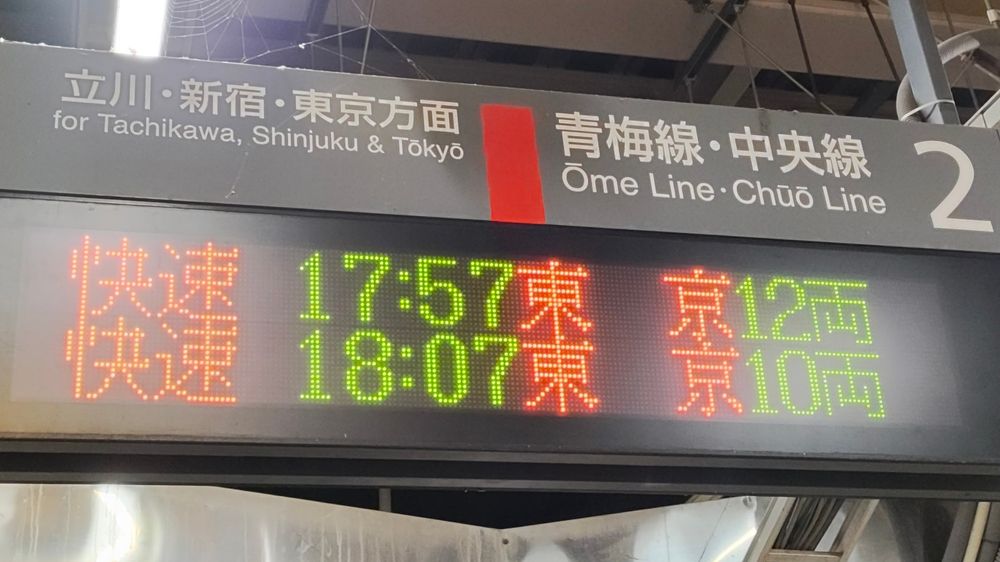 立川・新宿・東京方面
for Tachikawa, Shinjuku & Tōkyō
青梅線・中央線
Ōme Line・Chūō Line
2
快速 17:57 東京 12両
快速 18:07 東京 10両